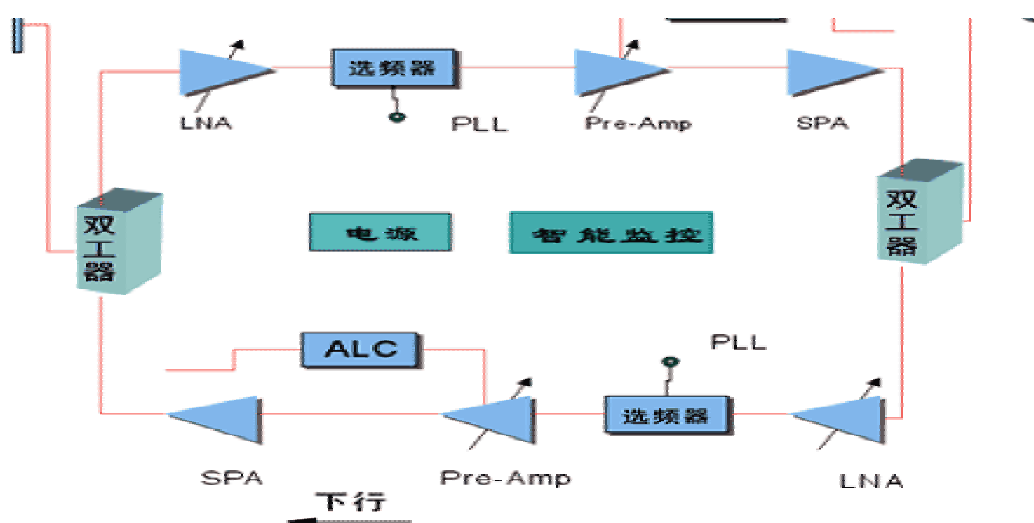 选频器
LNA
PLL
Pre-Amp
SPA
双工器
双工器
电源
智能监控
ALC
PLL
选频器
SPA
Pre-Amp
LNA
下行